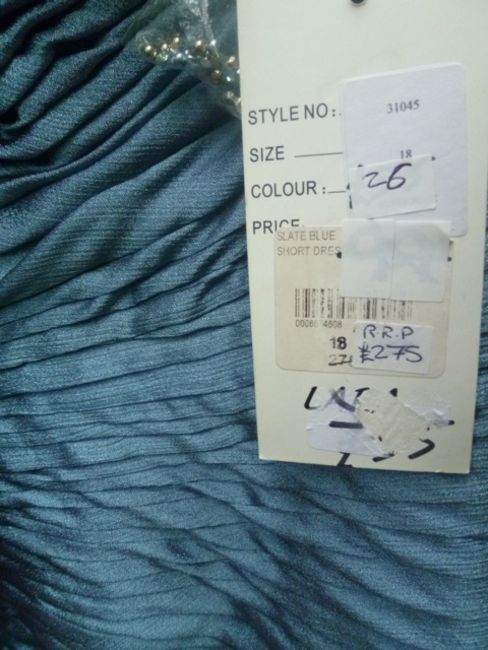 STYLE NO:
31045
SIZE
18
26
COLOUR:
PRICE
SLATE BLUE
SHORT DRES
18
R.R.P
£275